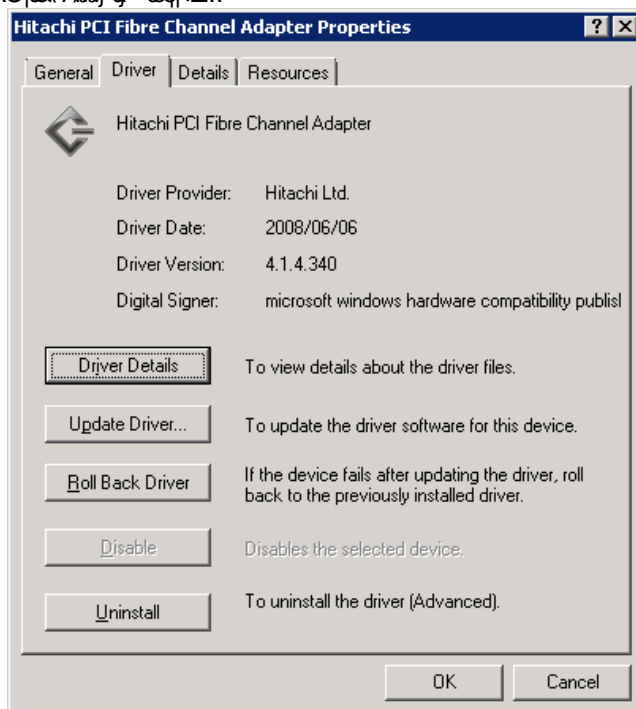 Hitachi PCI Fibre Channel Adapter Properties
General
Driver
Details
Resources
Hitachi PCI Fibre Channel Adapter
Driver Provider: Hitachi Ltd.
Driver Date: 2008/06/06
Driver Version: 4.1.4.340
Digital Signer: microsoft windows hardware compatibility publisl
Driver Details
To view details about the driver files.
Update Driver...
To update the driver software for this device.
Roll Back Driver
If the device fails after updating the driver, roll
back to the previously installed driver.
Disable
Disables the selected device.
Uninstall
To uninstall the driver (Advanced).
OK
Cancel